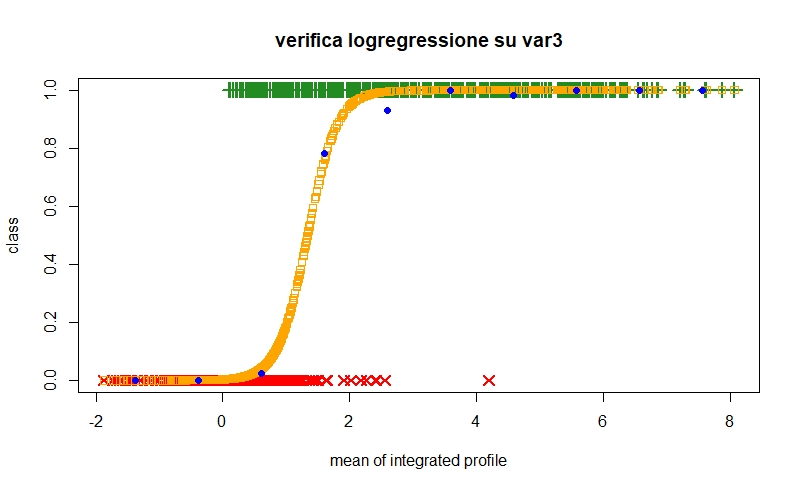 verifica logregressione su var3
class
1.0
0.8
0.6
0.4
0.2
0.0
-2 0 2 4 6 8
mean of integrated profile